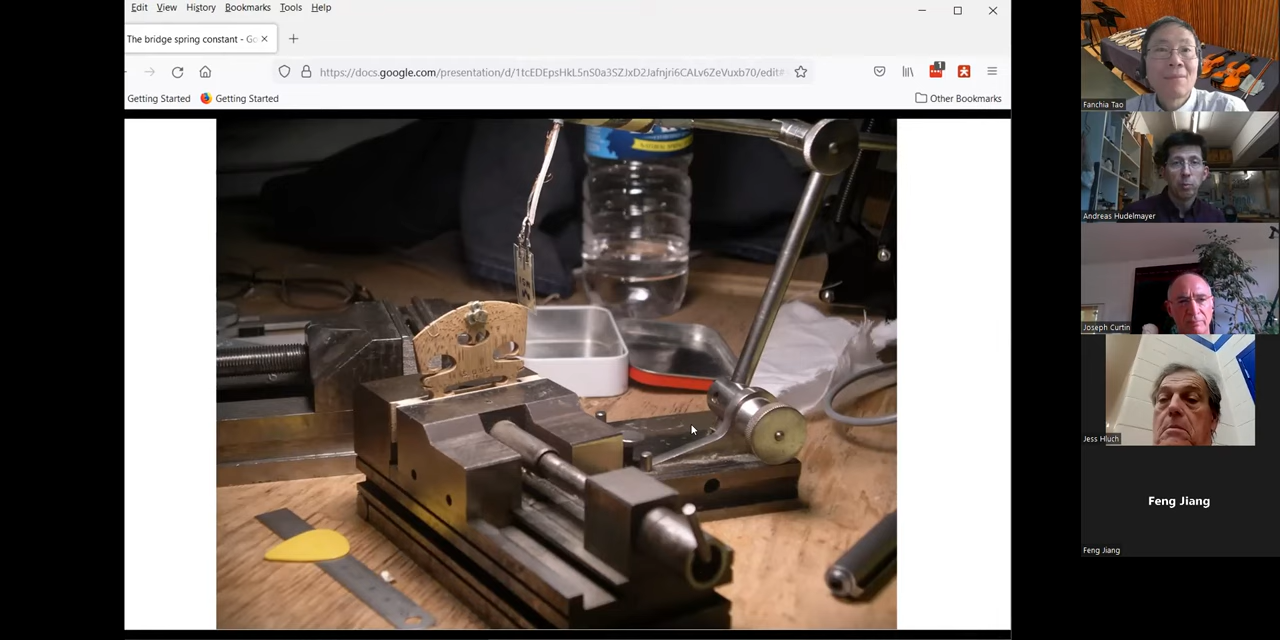 Edit View History Bookmarks Tools Help
The bridge spring constant - Go
https://docs.google.com/presentation/d/1tcEDEpsHkL5nS0a3SZJxD2Jafnjri6CALv6ZeVuxb70/edit#
1
Getting Started Getting Started
Other Bookmarks
Fanchia Tao
Andreas Hudelmayer
Joseph Curtin
Jess Hluch
Feng Jiang
Feng Jiang